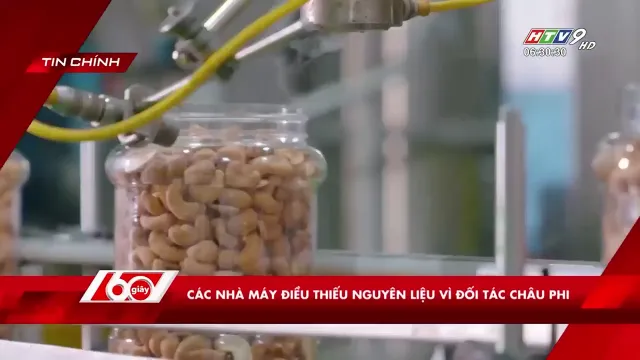 TIN CHÍNH
HTV9 HD
06:30:30
60 giây
CÁC NHÀ MÁY ĐIỀU THIẾU NGUYÊN LIỆU VÌ ĐỐI TÁC CHÂU PHI